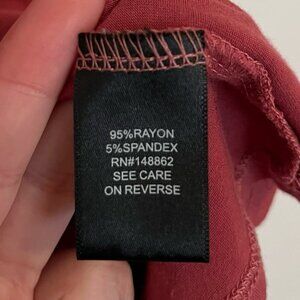 95%RAYON
5%SPANDEX
RN#148862
SEE CARE
ON REVERSE